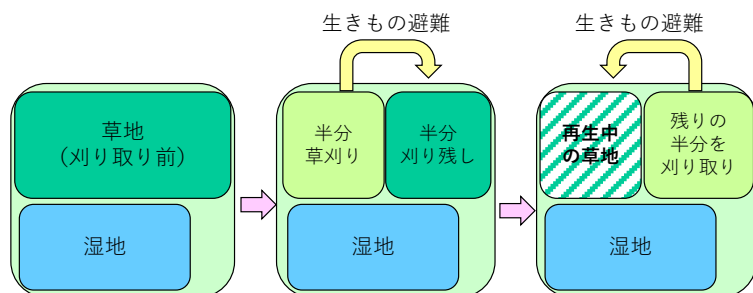 生きもの避難
生きもの避難
草地
(刈り取り前)
半分
草刈り
半分
刈り残し
再生中
の草地
残りの
半分を
刈り取り
湿地
湿地
湿地